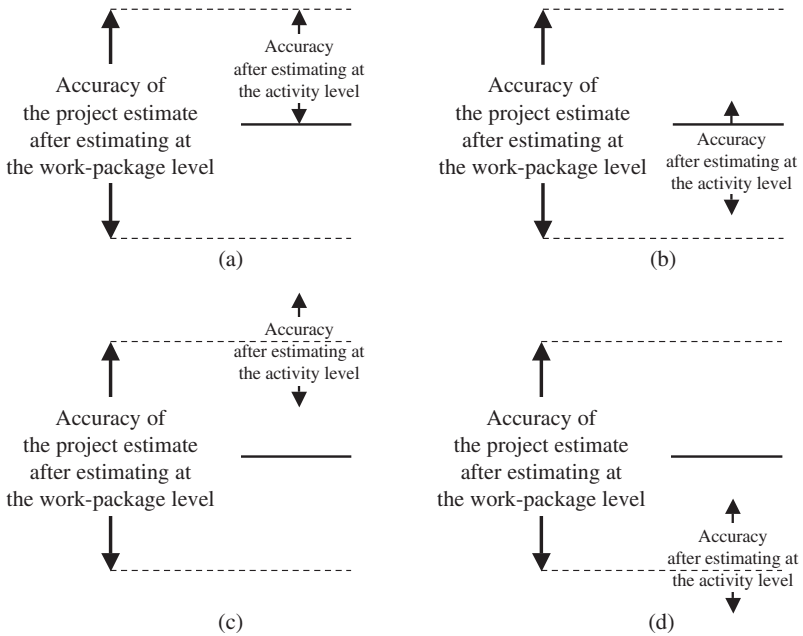 Accuracy of
the project estimate
after estimating at
the work-package level
Accuracy
after estimating at
the activity level
(a)
Accuracy of
the project estimate
after estimating at
the work-package level
Accuracy
after estimating at
the activity level
(b)
Accuracy of
the project estimate
after estimating at
the work-package level
Accuracy
after estimating at
the activity level
(c)
Accuracy of
the project estimate
after estimating at
the work-package level
Accuracy
after estimating at
the activity level
(d)